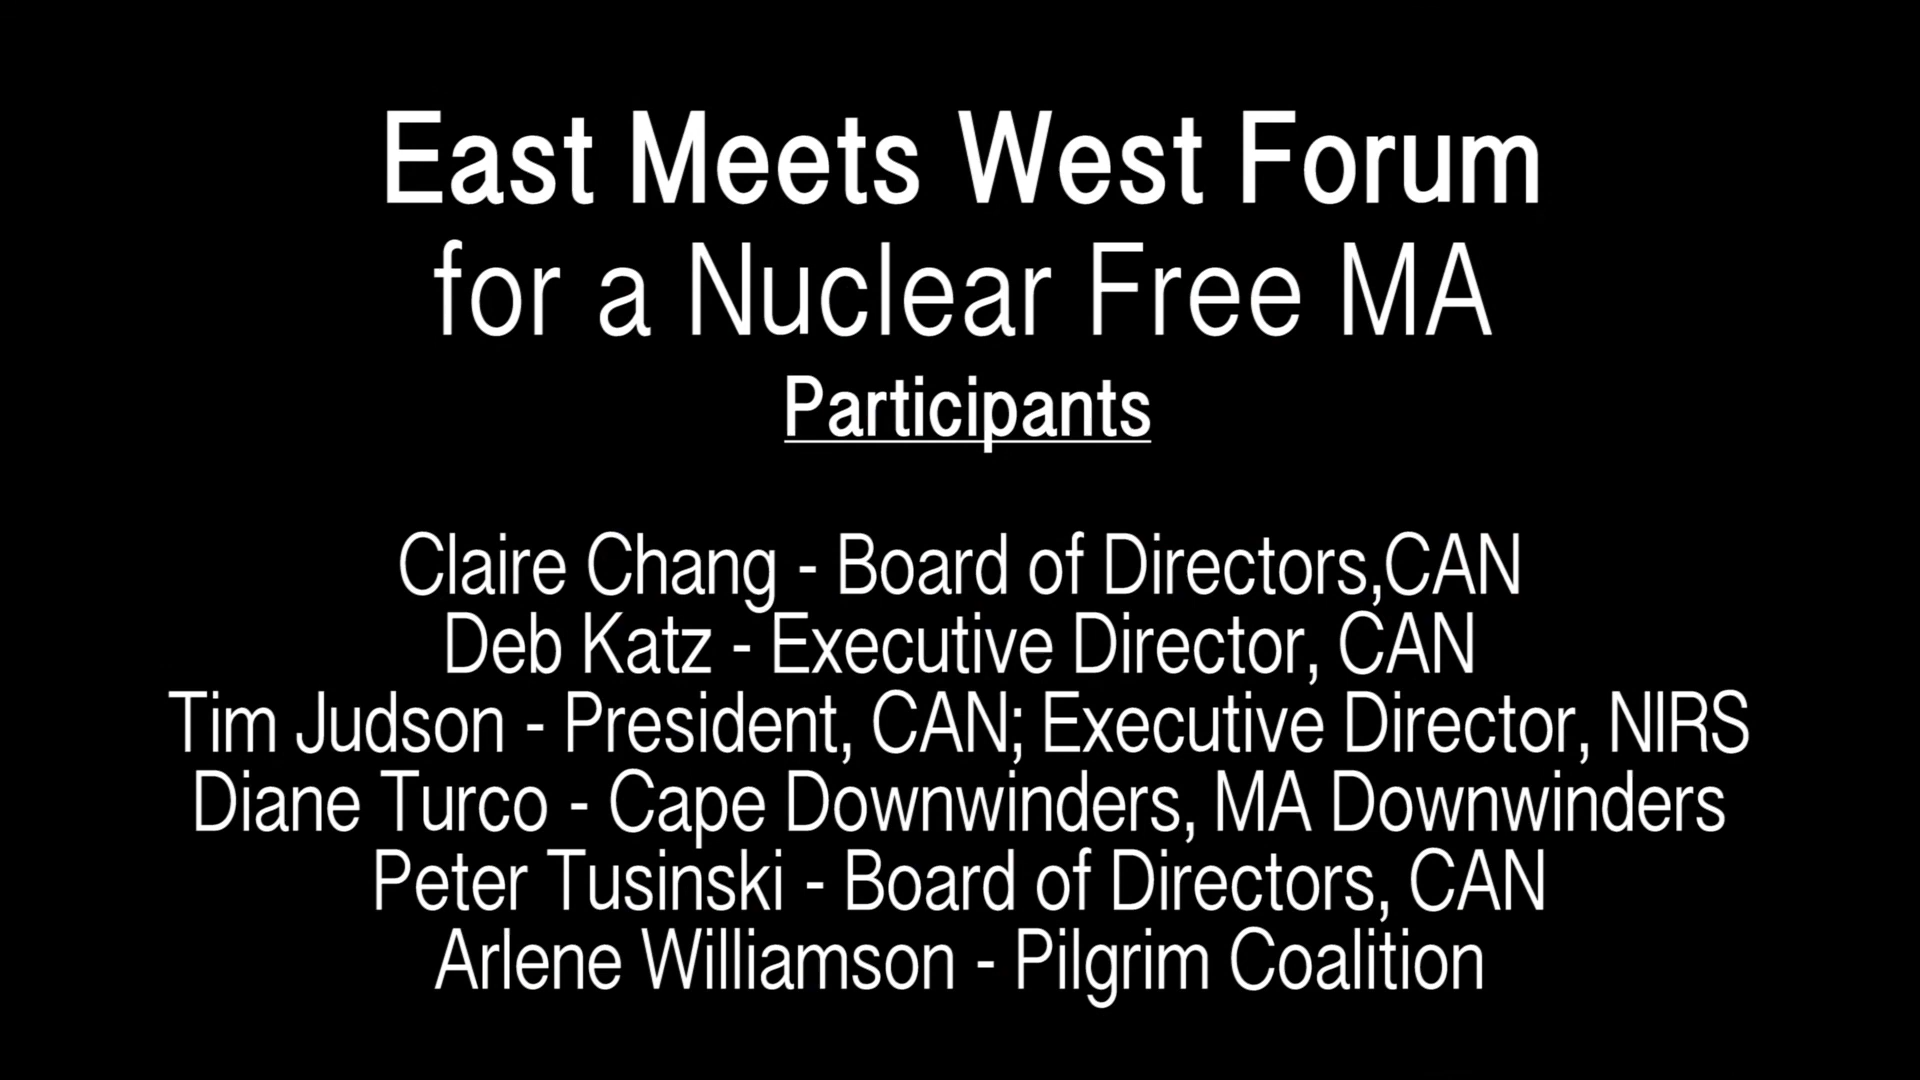 East Meets West Forum
for a Nuclear Free MA
Participants
Claire Chang - Board of Directors,CAN
Deb Katz - Executive Director, CAN
Tim Judson - President, CAN; Executive Director, NIRS
Diane Turco - Cape Downwinders, MA Downwinders
Peter Tusinski - Board of Directors, CAN
Arlene Williamson - Pilgrim Coalition